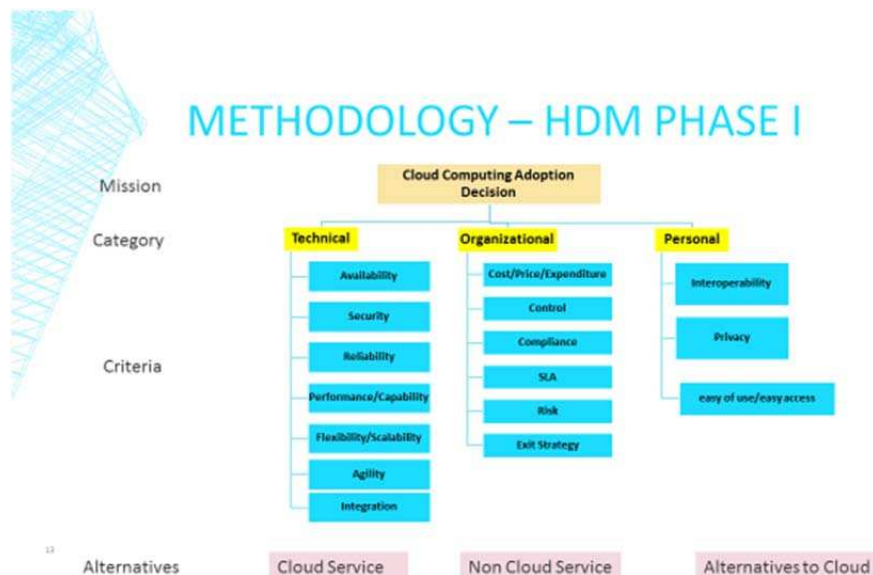 METHODOLOGY – HDM PHASE I
Mission
Cloud Computing Adoption
Decision
Category
Technical
Organizational
Personal
Criteria
Availability
Security
Reliability
Performance/Capability
Flexibility/Scalability
Agility
Integration
Cost/Price/Expenditure
Control
Compliance
SLA
Risk
Exit Strategy
Interoperability
Privacy
easy of use/easy access
13
Alternatives
Cloud Service
Non Cloud Service
Alternatives to Cloud